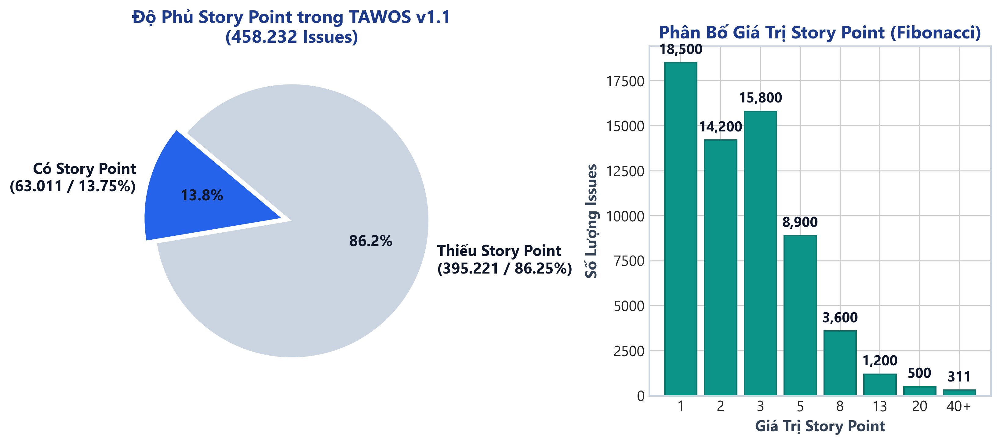 Độ Phủ Story Point trong TAWOS v1.1
(458.232 Issues)
Có Story Point
(63.011 / 13.75%)
13.8%
86.2%
Thiếu Story Point
(395.221 / 86.25%)
Phân Bố Giá Trị Story Point (Fibonacci)
Số Lượng Issues
17500
15000
12500
10000
7500
5000
2500
0
18,500
14,200
15,800
8,900
3,600
1,200
500
311
1 2 3 5 8 13 20 40+
Giá Trị Story Point